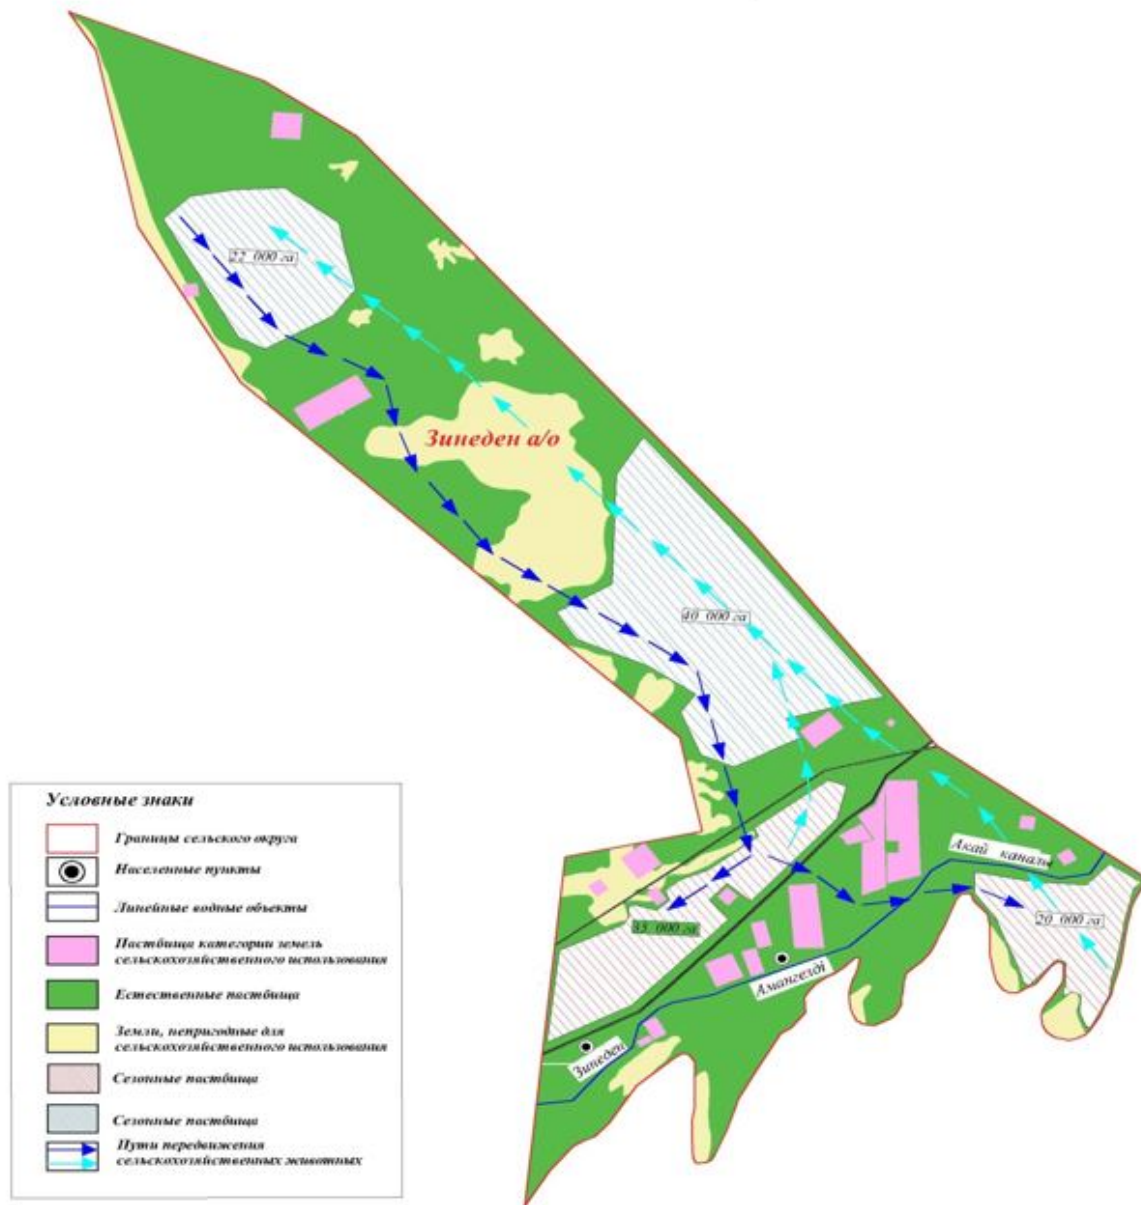 22 000 га
Зинеден а/о
40 000 га
Акай каналы
20 000 га
35 000 га
Амангелді
Зинеден
Условные знаки
Границы сельского округа
Населенные пункты
Линейные водные объекты
Пастбища категории земель
сельскохозяйственного использования
Естественные пастбища
Земли, непригодные для
сельскохозяйственного использования
Сезонные пастбища
Сезонные пастбища
Пути передвижения
сельскохозяйственных животных